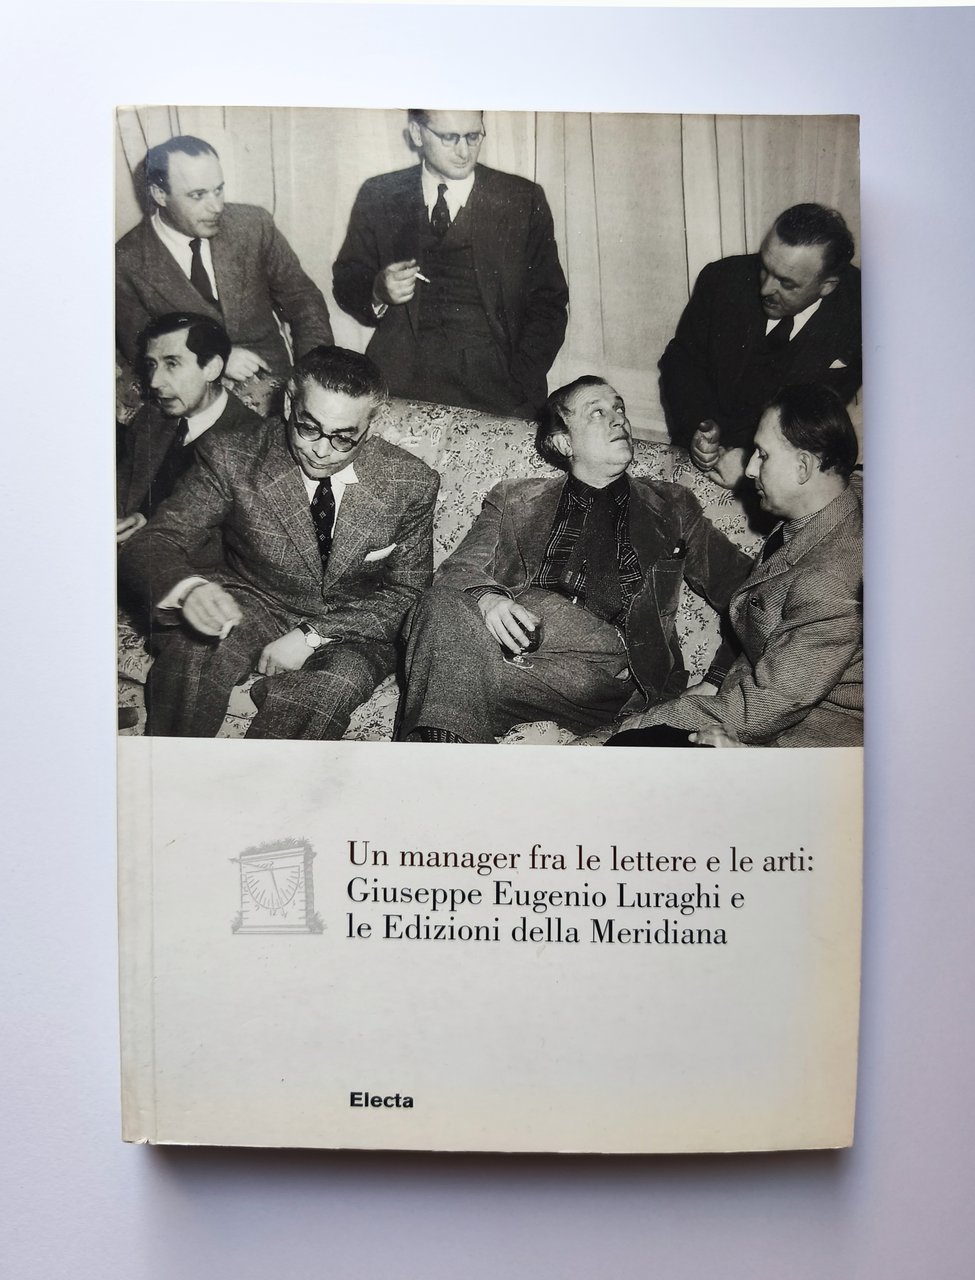 Un manager fra le lettere e le arti:
Giuseppe Eugenio Luraghi e
le Edizioni della Meridiana
Electa